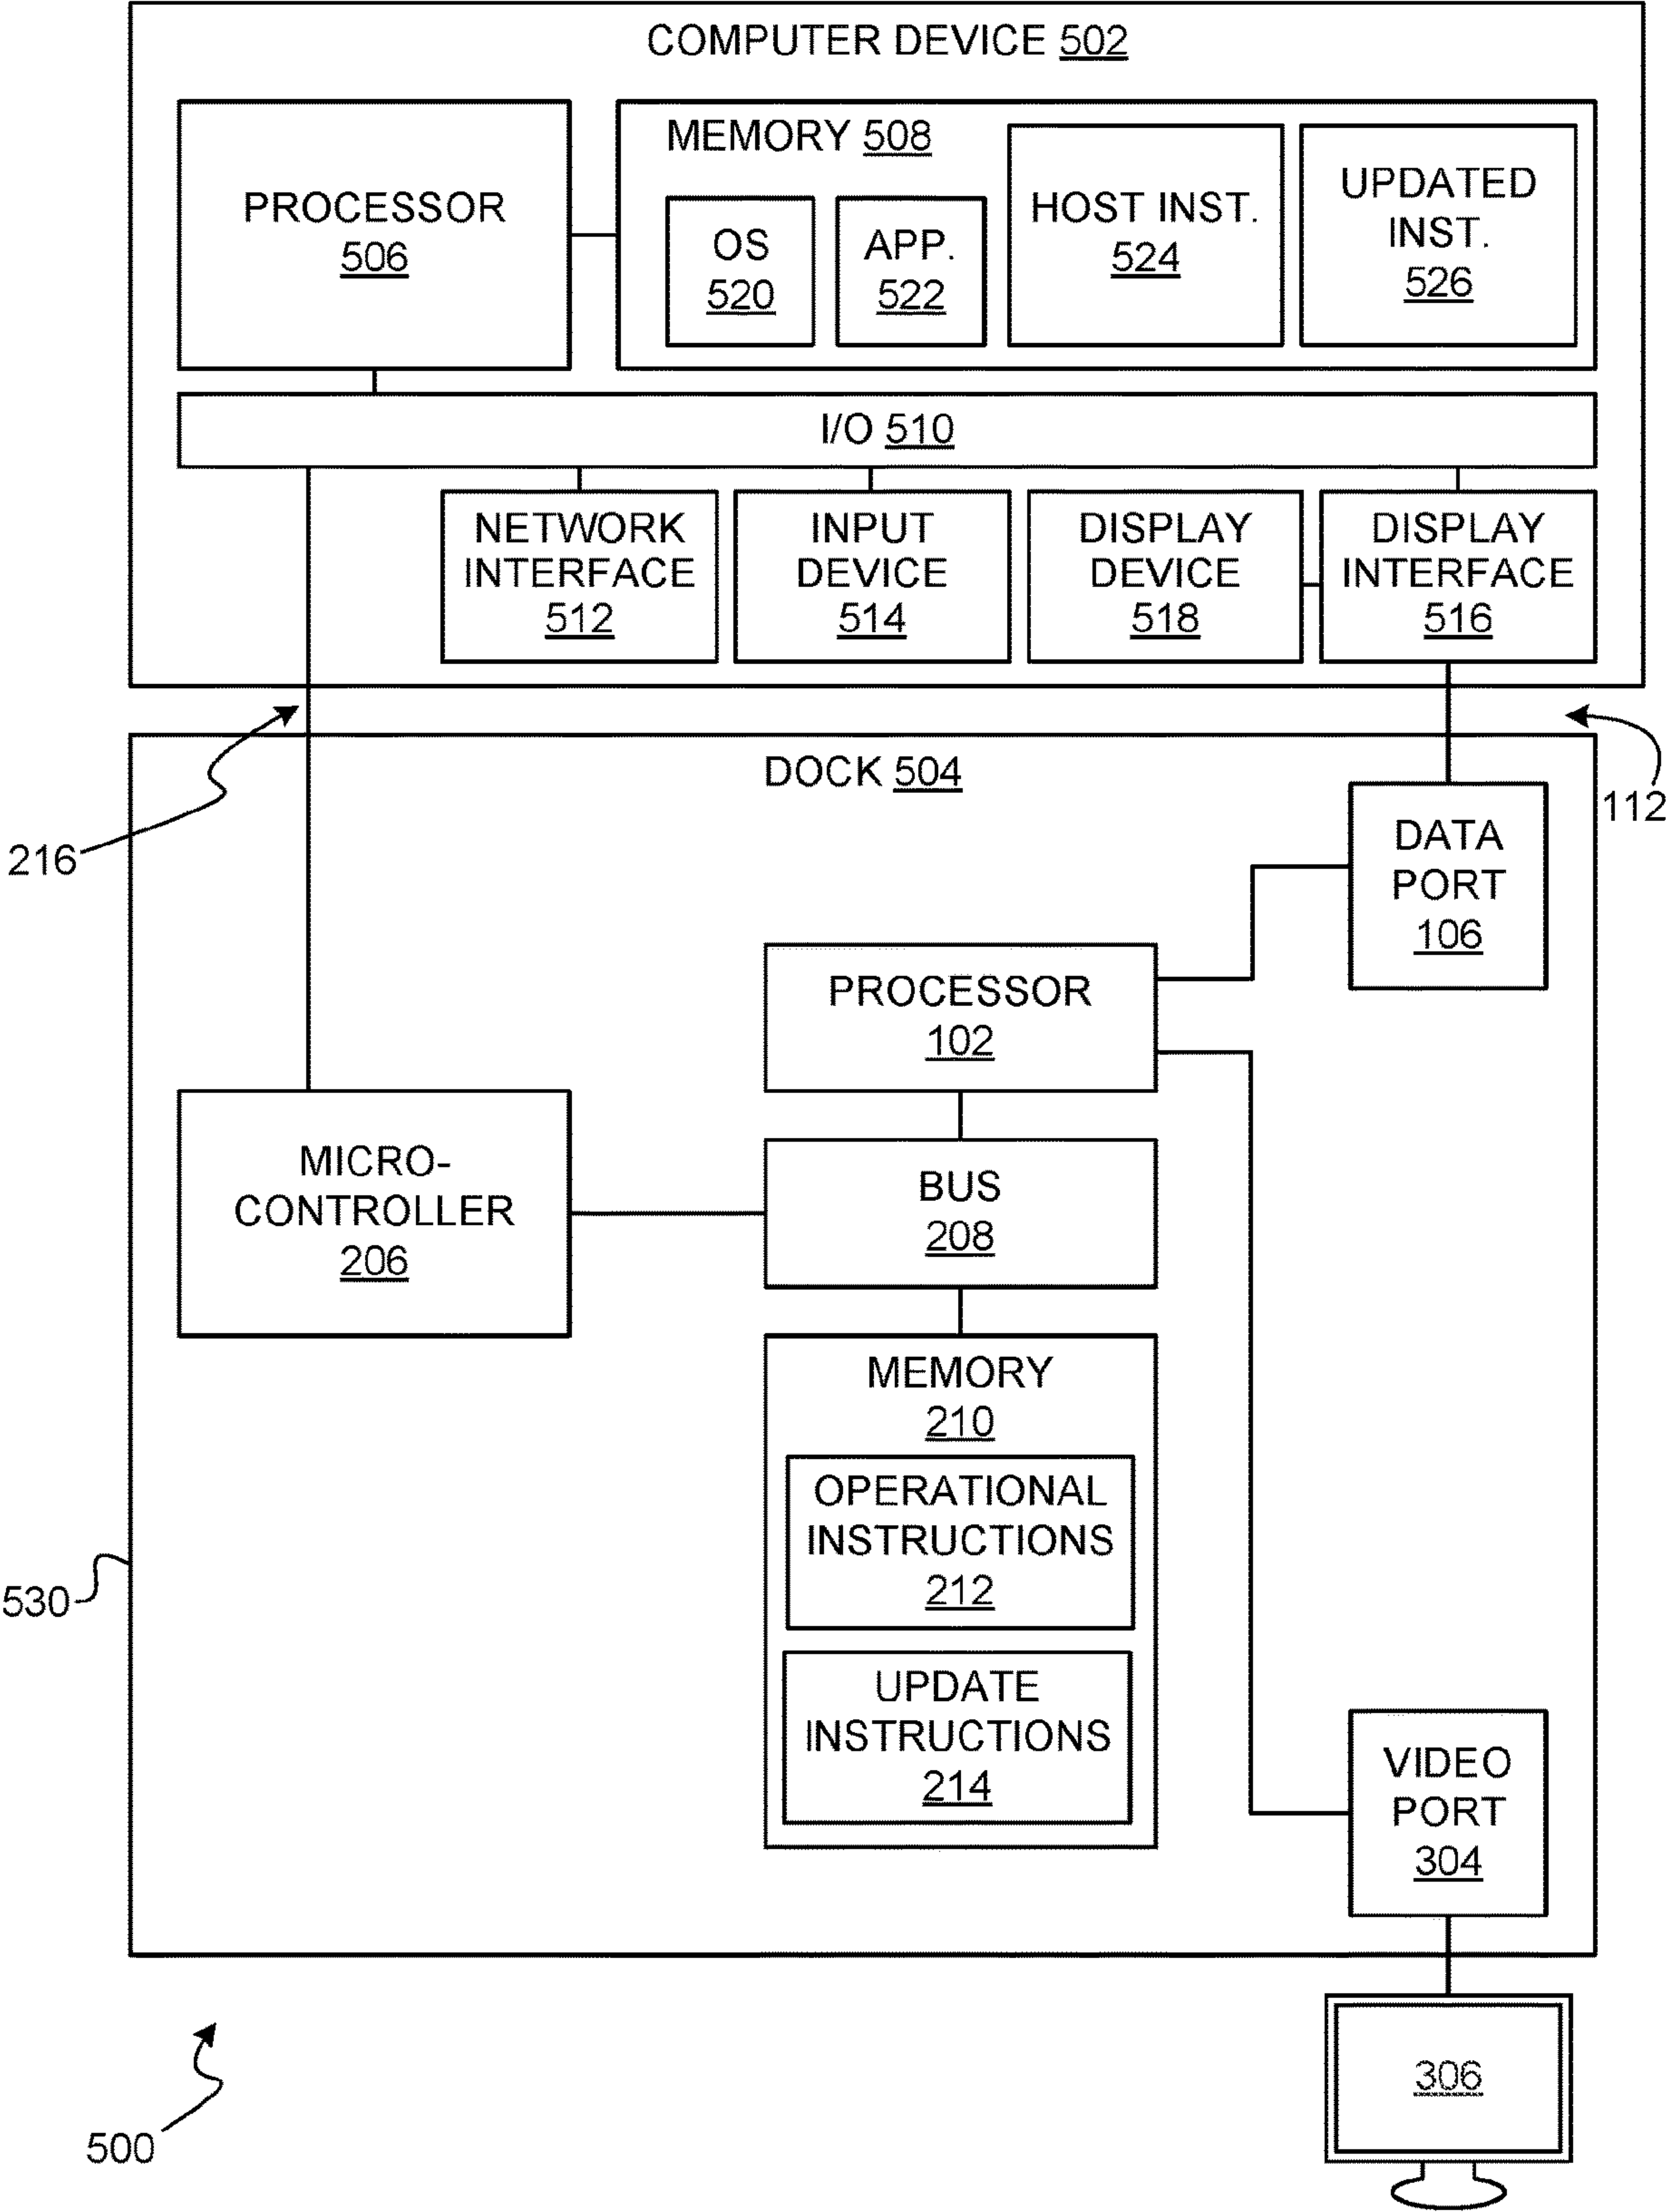 COMPUTER DEVICE 502
PROCESSOR
506
MEMORY 508
OS
520
APP.
522
HOST INST.
524
UPDATED
INST.
526
I/O 510
NETWORK
INTERFACE
512
INPUT
DEVICE
514
DISPLAY
DEVICE
518
DISPLAY
INTERFACE
516
216
112
DOCK 504
DATA
PORT
106
PROCESSOR
102
MICRO-
CONTROLLER
206
BUS
208
MEMORY
210
OPERATIONAL
INSTRUCTIONS
212
UPDATE
INSTRUCTIONS
214
530
VIDEO
PORT
304
306
500